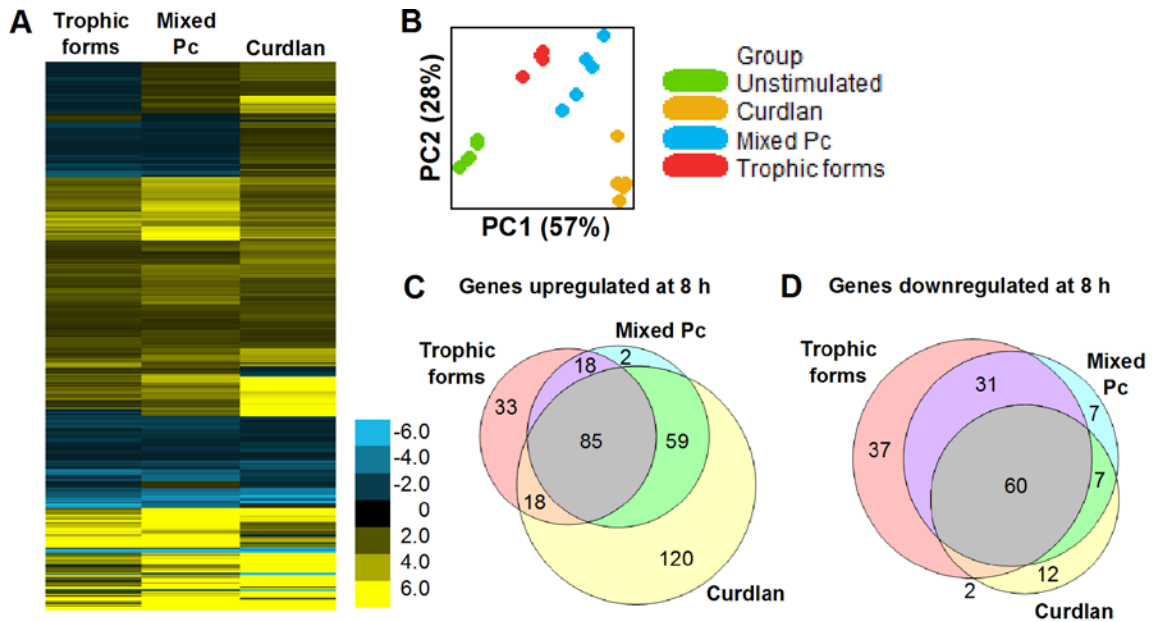 A
Trophic
forms
Mixed
Pc
Curdlan
-6.0
-4.0
-2.0
0
2.0
4.0
6.0
B
PC2 (28%)
PC1 (57%)
Group
Unstimulated
Curdlan
Mixed Pc
Trophic forms
C
Genes upregulated at 8 h
Trophic
forms
Mixed Pc
18
2
33
85
59
18
120
Curdlan
D
Genes downregulated at 8 h
Trophic
forms
Mixed
Pc
31
7
37
60
7
12
2
Curdlan